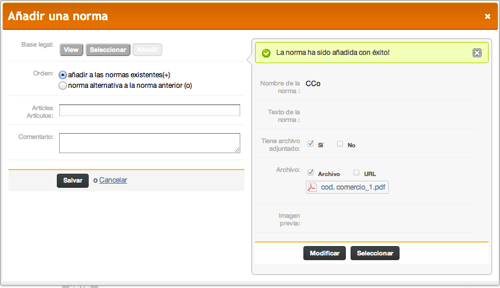 Añadir una norma
Base legal:
View
Seleccionar
Añadir
Orden:
añadir a las normas existentes(+)
norma alternativa a la norma anterior (o)
Articles
Artículos:
Comentario:
Salvar
o Cancelar
La norma ha sido añadida con éxito!
Nombre de la
norma :
CCo
Texto de la
norma :
Tiene archivo
adjuntado:
Sí
No
Archivo:
Archivo
URL
cod. comercio_1.pdf
Imagen
previa:
Modificar
Seleccionar